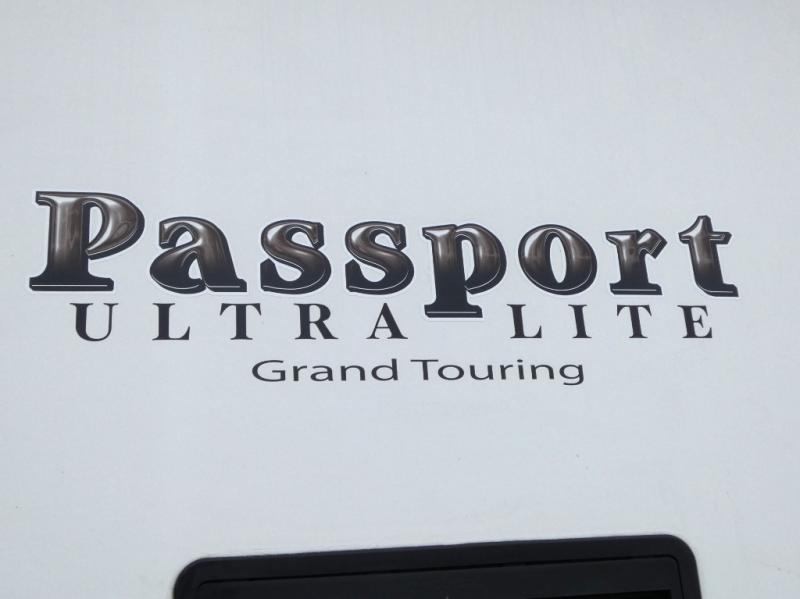 Passport
ULTRA LITE
Grand Touring